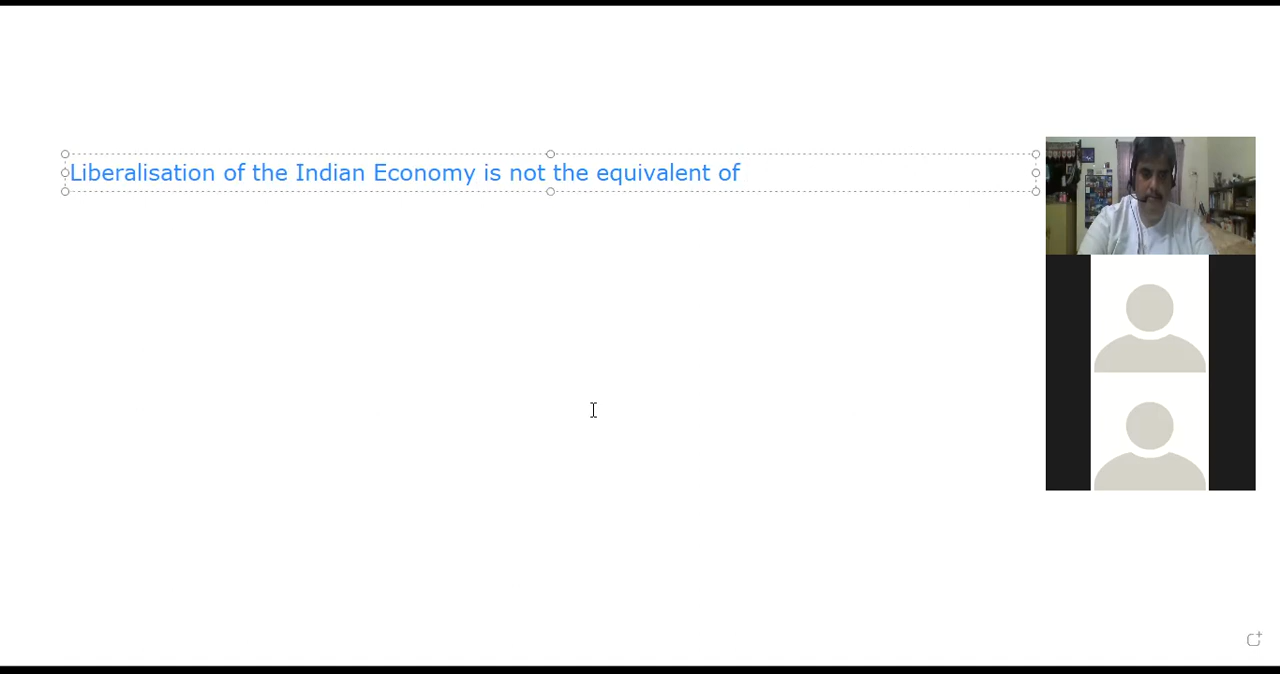 Liberalisation of the Indian Economy is not the equivalent of